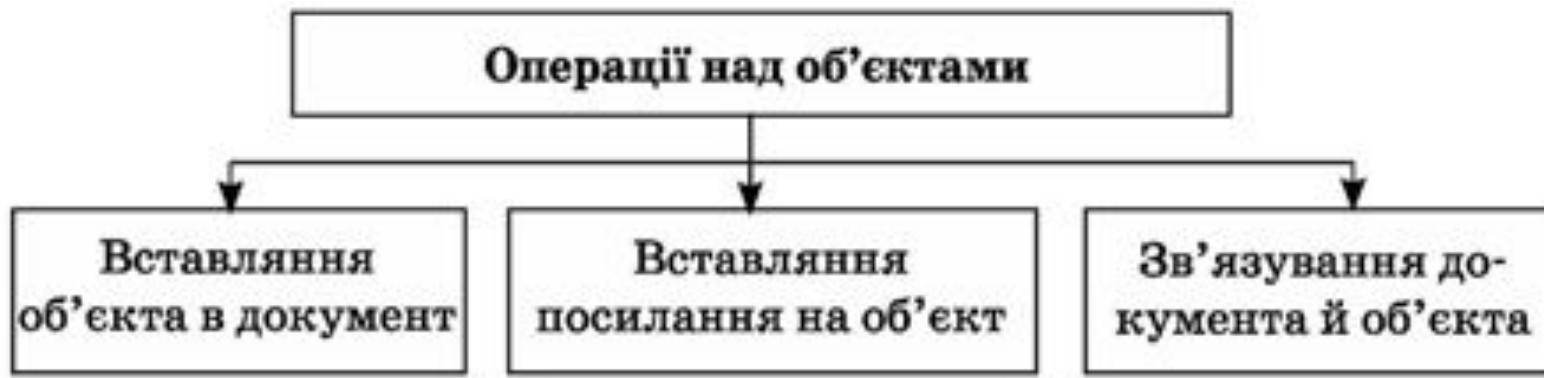 Операції над об’єктами
Вставляння
об’єкта в документ
Вставляння
посилання на об’єкт
Зв’язування до-
кумента й об’єкта